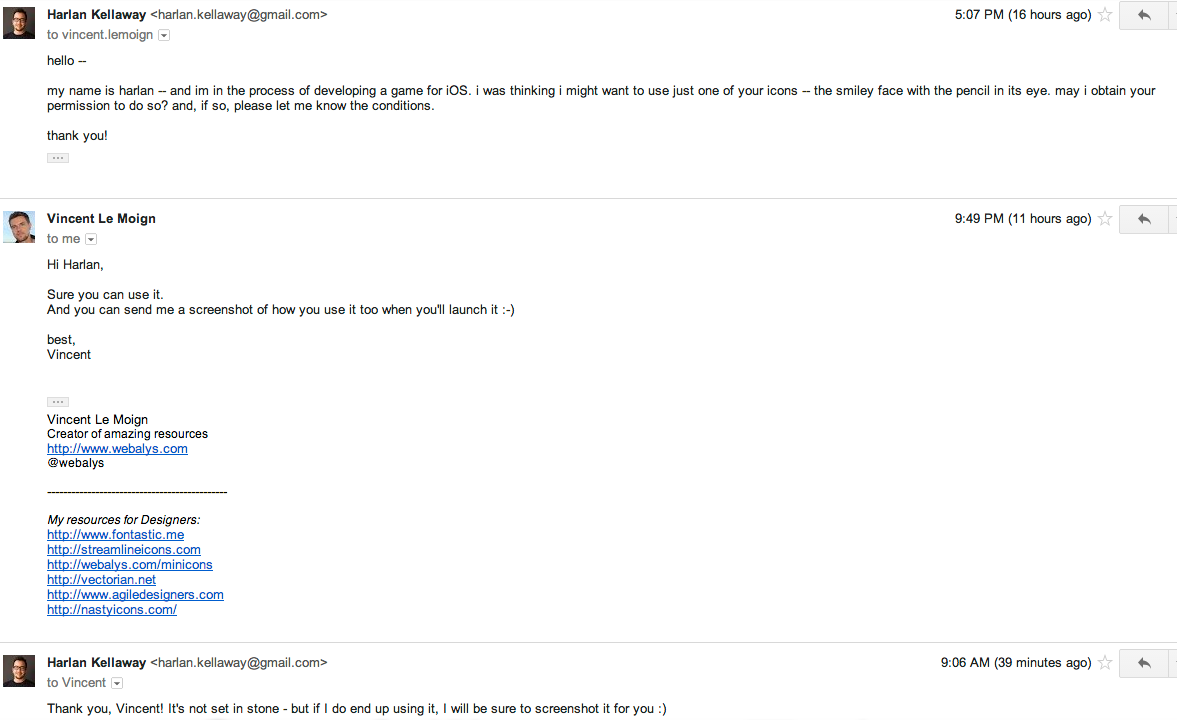 Harlan Kellaway <harlan.kellaway@gmail.com>
5:07 PM (16 hours ago)
to vincent.lemoign
hello --
my name is harlan -- and im in the process of developing a game for iOS. i was thinking i might want to use just one of your icons -- the smiley face with the pencil in its eye. may i obtain your
permission to do so? and, if so, please let me know the conditions.
thank you!
Vincent Le Moign
9:49 PM (11 hours ago)
to me
Hi Harlan,
Sure you can use it.
And you can send me a screenshot of how you use it too when you'll launch it :-)
best,
Vincent
Vincent Le Moign
Creator of amazing resources
http://www.webalys.com
@webalys
---------------------------------------------
My resources for Designers:
http://www.fontastic.me
http://streamlineicons.com
http://webalys.com/minicons
http://vectorian.net
http://www.agiledesigners.com
http://nastyicons.com/
Harlan Kellaway <harlan.kellaway@gmail.com>
9:06 AM (39 minutes ago)
to Vincent
Thank you, Vincent! It's not set in stone - but if I do end up using it, I will be sure to screenshot it for you :)